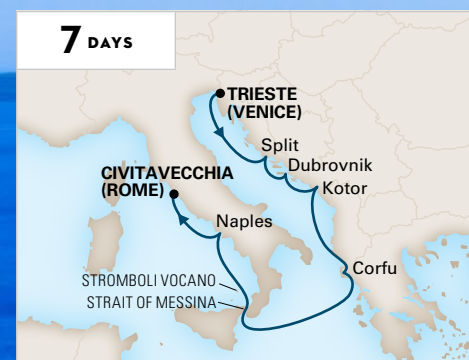 7 DAYS
TRIESTE
(VENICE)
Split
Dubrovnik
Kotor
CIVITAVECCHIA
(ROME)
Naples
Corfu
STROMBOLI VOCANO
STRAIT OF MESSINA